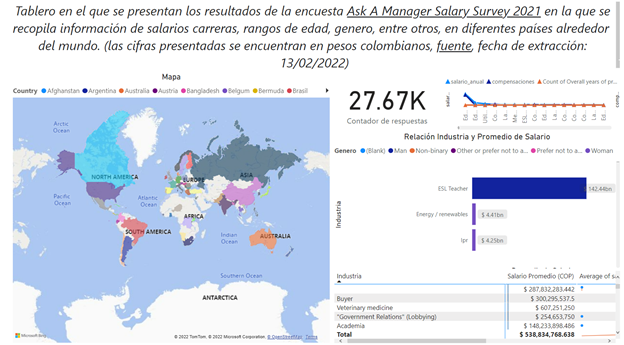 Tablero en el que se presentan los resultados de la encuesta Ask A Manager Salary Survey 2021 en la que se
recopila información de salarios carreras, rangos de edad, genero, entre otros, en diferentes países alrededor
del mundo. (las cifras presentadas se encuentran en pesos colombianos, fuente, fecha de extracción:
13/02/2022)
Mapa
Country Afghanstan Argentina Australia Austria Bangladesh Belgum Bermuda Brasil
Arctic
Ocean
NORTH AMERICA
EUROPE
ASIA
Pacific
Ocean
Atlantic
Ocean
AFRICA
SOUTH AMERICA
Indian
Ocean
AUSTRALIA
Southern Ocean
ANTARCTICA
Microsoft Bing
© 2022 TomTom, © 2022 Microsoft Corporation, © OpenStreetMap, Terms
27.67K
Contador de respuestas
salario_anual compensaciones Count of Overall years of pr...
salar...
comp...
Relación Industria y Promedio de Salario
Genero (Blank) Man Non-binary Other or prefer not to a... Prefer not to a... Woman
Industria
ESL Teacher
142.44bn
Energy / renewables
$ 4.41bn
Ipr
$ 4.25bn
Industria Salario Promedio (COP) Average of su
$ 287,832,283.442
Buyer $ 300,295,537.5
Veterinary medicine $ 607,251,250
"Government Relations" (Lobbying) $ 254,653,750
Academia $ 148,233,898.486
Total $ 538,834,768.638